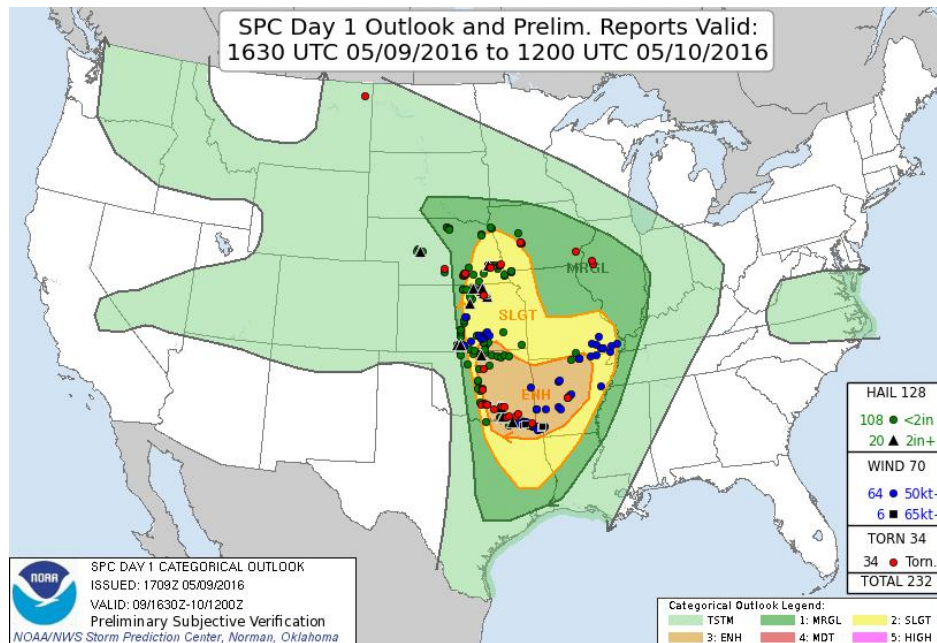 SPC Day 1 Outlook and Prelim. Reports Valid:
1630 UTC 05/09/2016 to 1200 UTC 05/10/2016
MRGL
SLGT
ENH
HAIL 128
108 <2in
20 2in+
WIND 70
64 50kt-
6 65kt-
TORN 34
34 Torn.
TOTAL 232
SPC DAY 1 CATEGORICAL OUTLOOK
ISSUED: 1709Z 05/09/2016
VALID: 09/1630Z-10/1200Z
Preliminary Subjective Verification
NOAA/NWS Storm Prediction Center, Norman, Oklahoma
NOAA
Categorical Outlook Legend:
TSTM 1: MRGL 2: SLGT
3: ENH 4: MDT 5: HIGH